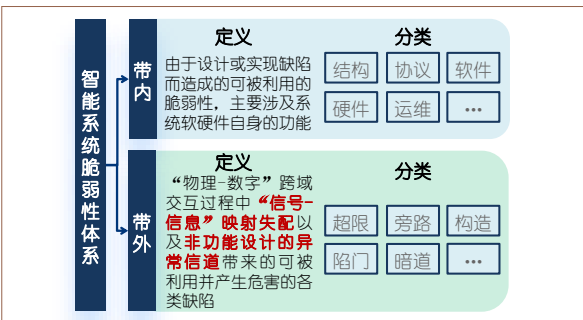 智能系统脆弱性体系
带内
定义
由于设计或实现缺陷
而造成的可被利用的
脆弱性，主要涉及系
统软硬件自身的功能
分类
结构 协议 软件
硬件 运维 ···
带外
定义
“物理-数字”跨域
交互过程中“信号-
信息”映射失配以
及非功能设计的异
常信道带来的可被
利用并产生危害的各
类缺陷
分类
超限 旁路 构造
陷门 暗道 ···